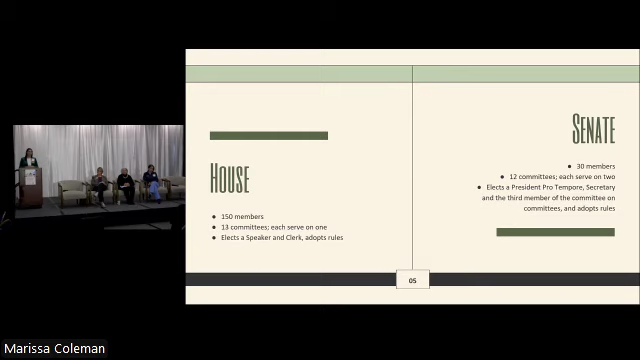 HOUSE
● 150 members
● 13 committees; each serve on one
● Elects a Speaker and Clerk, adopts rules
SENATE
● 30 members
● 12 committees; each serve on two
● Elects a President Pro Tempore, Secretary
and the third member of the committee on
committees, and adopts rules
05
Marissa Coleman